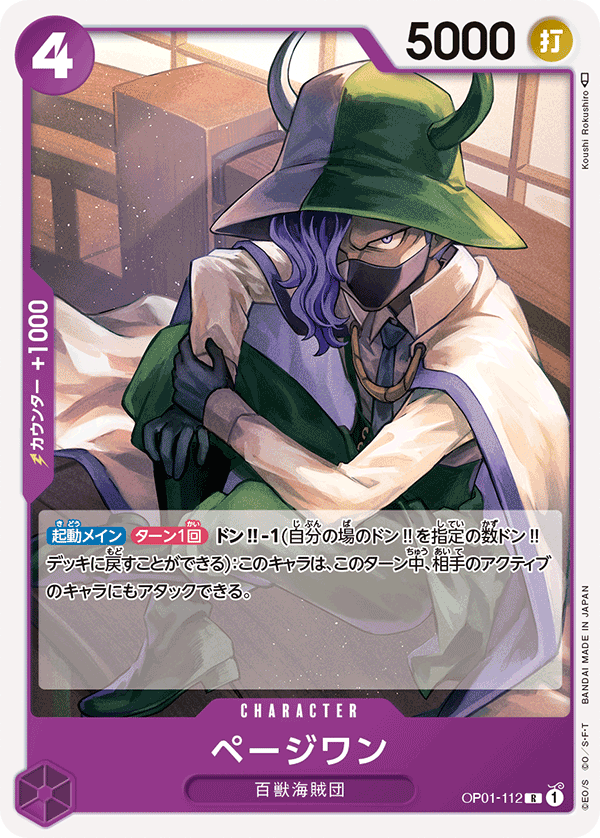 4
5000 打
Koushi Rokushiro
カウンター +1000
起動メイン ターン1回 ドン!!-1(自分の場のドン!!を指定の数ドン!!
デッキに戻すことができる):このキャラは、このターン中、相手のアクティブ
のキャラにもアタックできる。
CHARACTER
ページワン
百獣海賊団
OP01-112 R 1
©EO/S ©O/S・F・T BANDAI MADE IN JAPAN